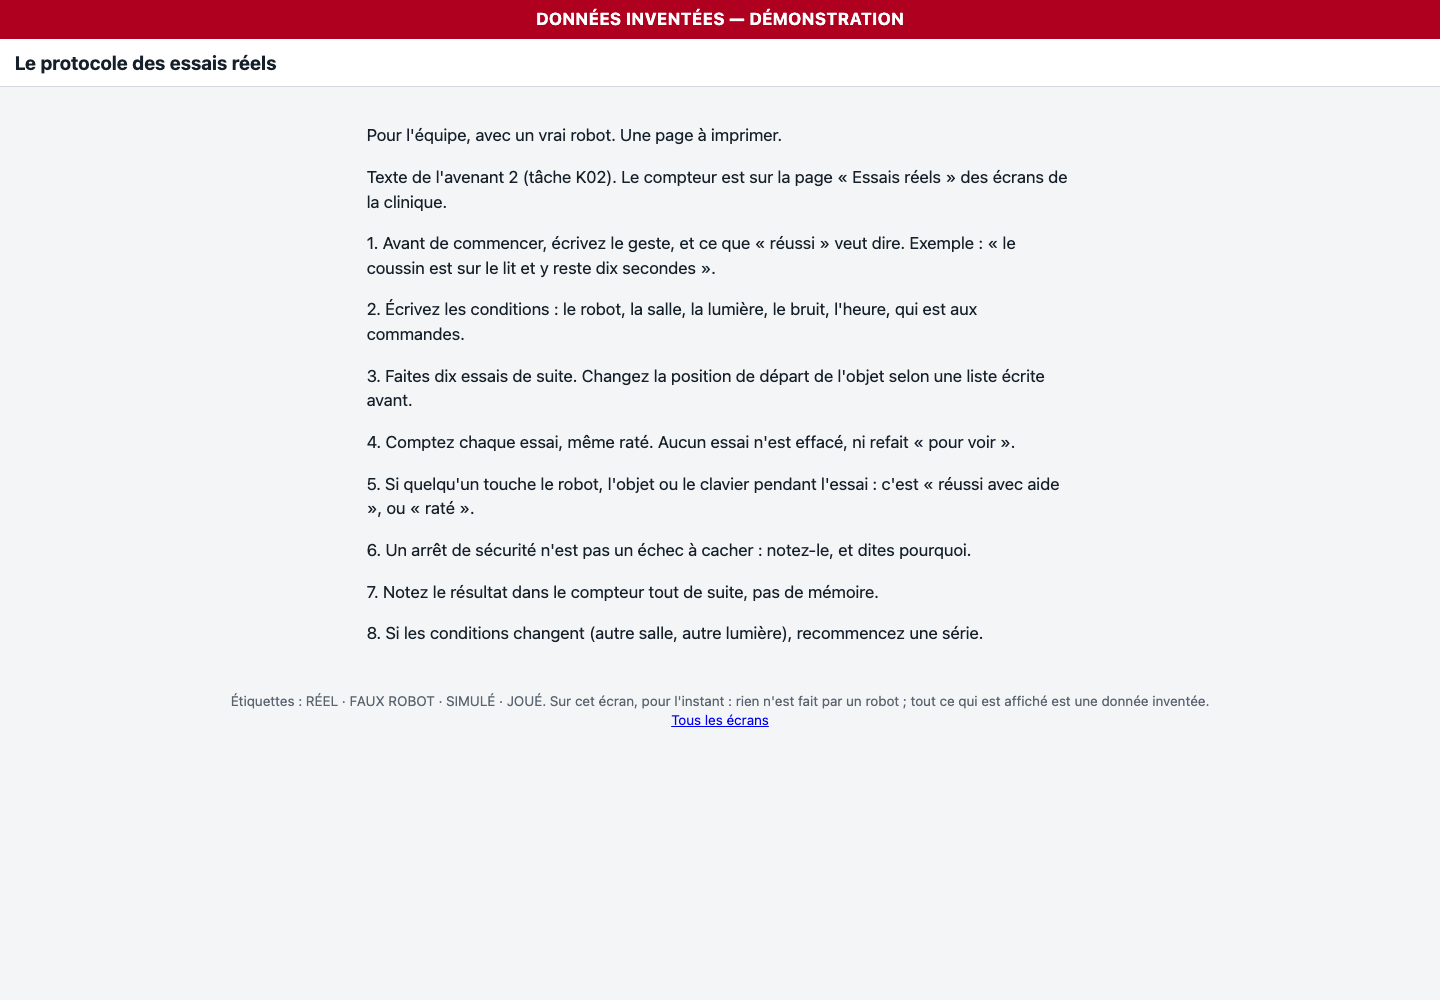 DONNÉES INVENTÉES — DÉMONSTRATION
Le protocole des essais réels
Pour l'équipe, avec un vrai robot. Une page à imprimer.
Texte de l'avenant 2 (tâche K02). Le compteur est sur la page « Essais réels » des écrans de
la clinique.
1. Avant de commencer, écrivez le geste, et ce que « réussi » veut dire. Exemple : « le
coussin est sur le lit et y reste dix secondes ».
2. Écrivez les conditions : le robot, la salle, la lumière, le bruit, l'heure, qui est aux
commandes.
3. Faites dix essais de suite. Changez la position de départ de l'objet selon une liste écrite
avant.
4. Comptez chaque essai, même raté. Aucun essai n'est effacé, ni refait « pour voir ».
5. Si quelqu'un touche le robot, l'objet ou le clavier pendant l'essai : c'est « réussi avec aide
», ou « raté ».
6. Un arrêt de sécurité n'est pas un échec à cacher : notez-le, et dites pourquoi.
7. Notez le résultat dans le compteur tout de suite, pas de mémoire.
8. Si les conditions changent (autre salle, autre lumière), recommencez une série.
Étiquettes : RÉEL · FAUX ROBOT · SIMULÉ · JOUÉ. Sur cet écran, pour l'instant : rien n'est fait par un robot ; tout ce qui est affiché est une donnée inventée.
Tous les écrans